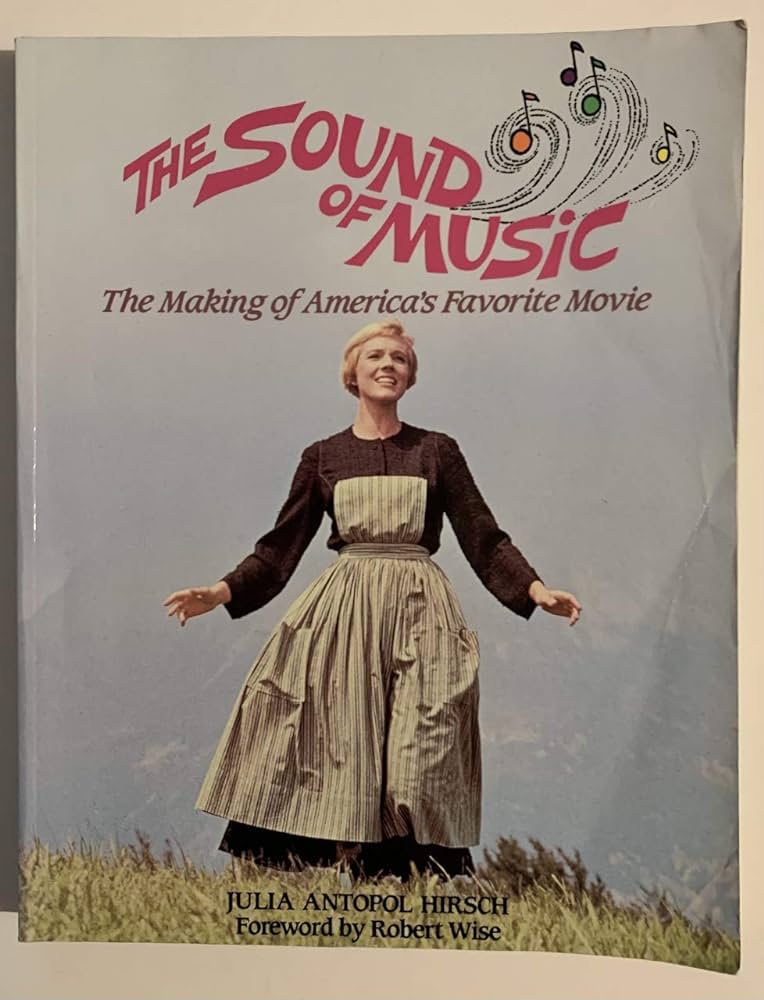 THE SOUND
OF MUSiC
The Making of America's Favorite Movie
JULIA ANTOPOL HIRSCH
Foreword by Robert Wise